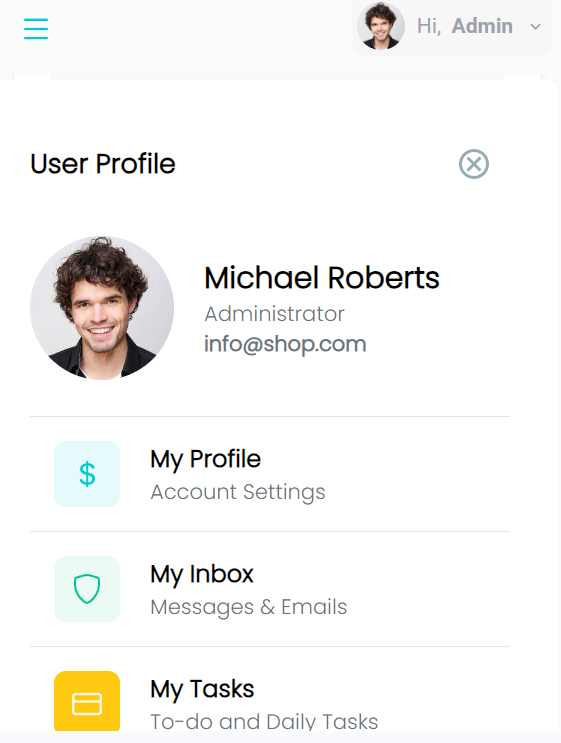 Hi, Admin
User Profile
Michael Roberts
Administrator
info@shop.com
$
My Profile
Account Settings
My Inbox
Messages & Emails
My Tasks
To-do and Daily Tasks